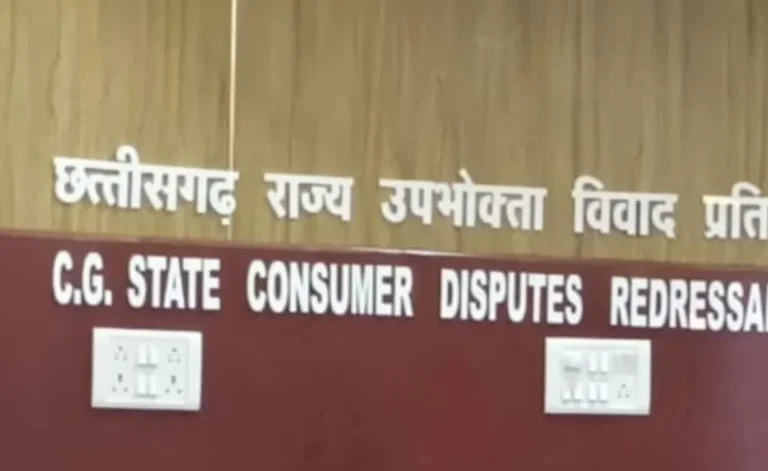 छत्तीसगढ़ राज्य उपभोक्ता विवाद प्रति
C.G. STATE CONSUMER DISPUTES REDRESSA